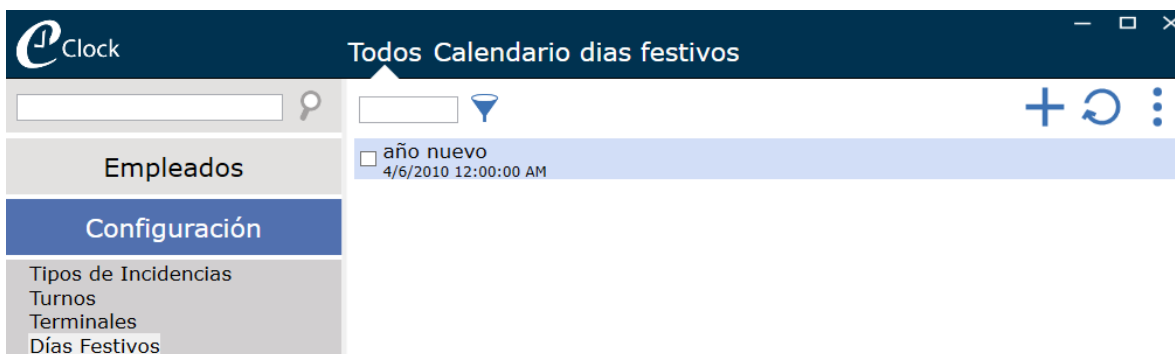 eClock
Todos Calendario dias festivos
Empleados
año nuevo
4/6/2010 12:00:00 AM
Configuración
Tipos de Incidencias
Turnos
Terminales
Días Festivos